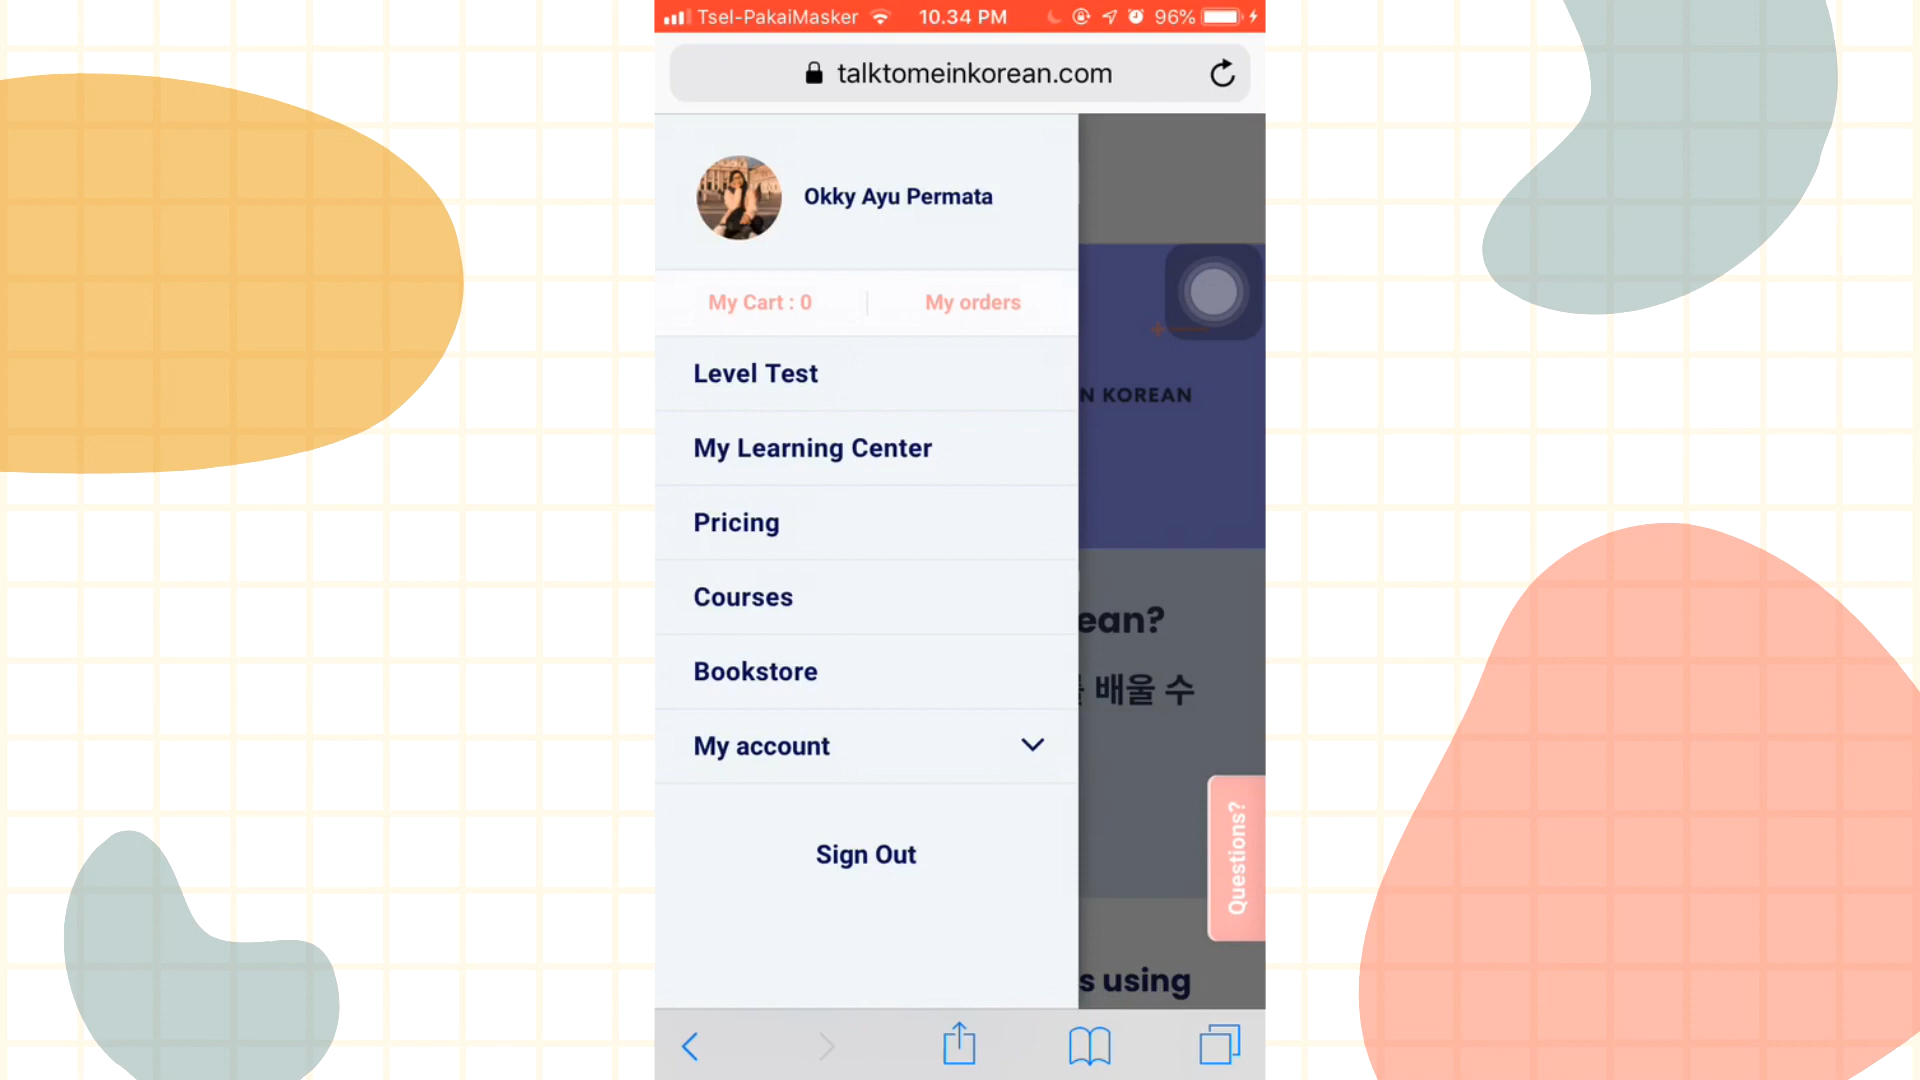 Tsel-PakaiMasker 10.34 PM 96%
talktomeinkorean.com
Okky Ayu Permata
My Cart : 0 My orders
Level Test
My Learning Center
Pricing
Courses
Bookstore
My account
Sign Out
N KOREAN
ean?
배울 수
Questions?
s using